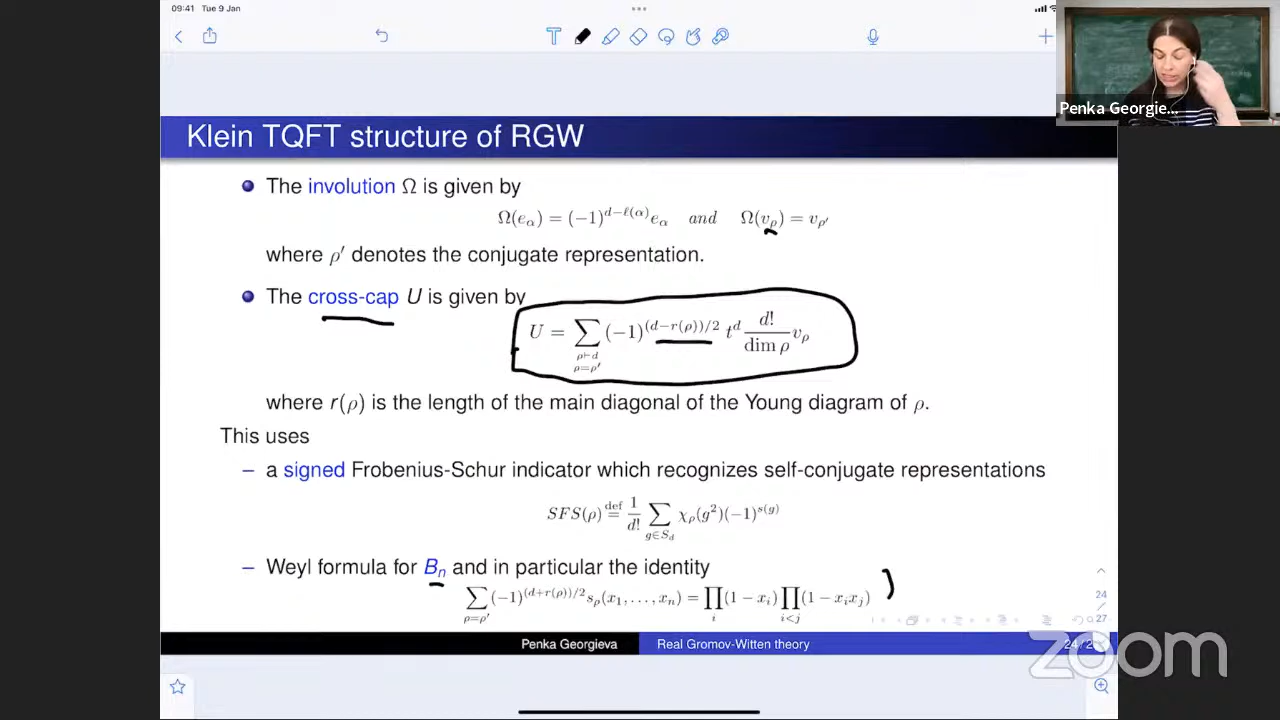 09:41 Tue 9 Jan
Penka Georgie...
Klein TQFT structure of RGW
The involution Ω is given by
Ω(e_α) = (−1)^{d−ℓ(α)} e_α and Ω(v_ρ) = v_{ρ′}
where ρ′ denotes the conjugate representation.
The cross-cap U is given by
U = ∑_{ρ⊢d, ρ=ρ′} (−1)^{(d−r(ρ))/2} t^d d!/dim ρ v_ρ
where r(ρ) is the length of the main diagonal of the Young diagram of ρ.
This uses
– a signed Frobenius-Schur indicator which recognizes self-conjugate representations
SFS(ρ) def= 1/d! ∑_{g∈S_d} χ_ρ(g²)(−1)^{s(g)}
– Weyl formula for B_n and in particular the identity
∑_{ρ=ρ′} (−1)^{(d+r(ρ))/2} s_ρ(x_1, …, x_n) = ∏_i (1 − x_i) ∏_{i<j} (1 − x_i x_j)
24
/
27
Penka Georgieva Real Gromov-Witten theory 24/2
zoom